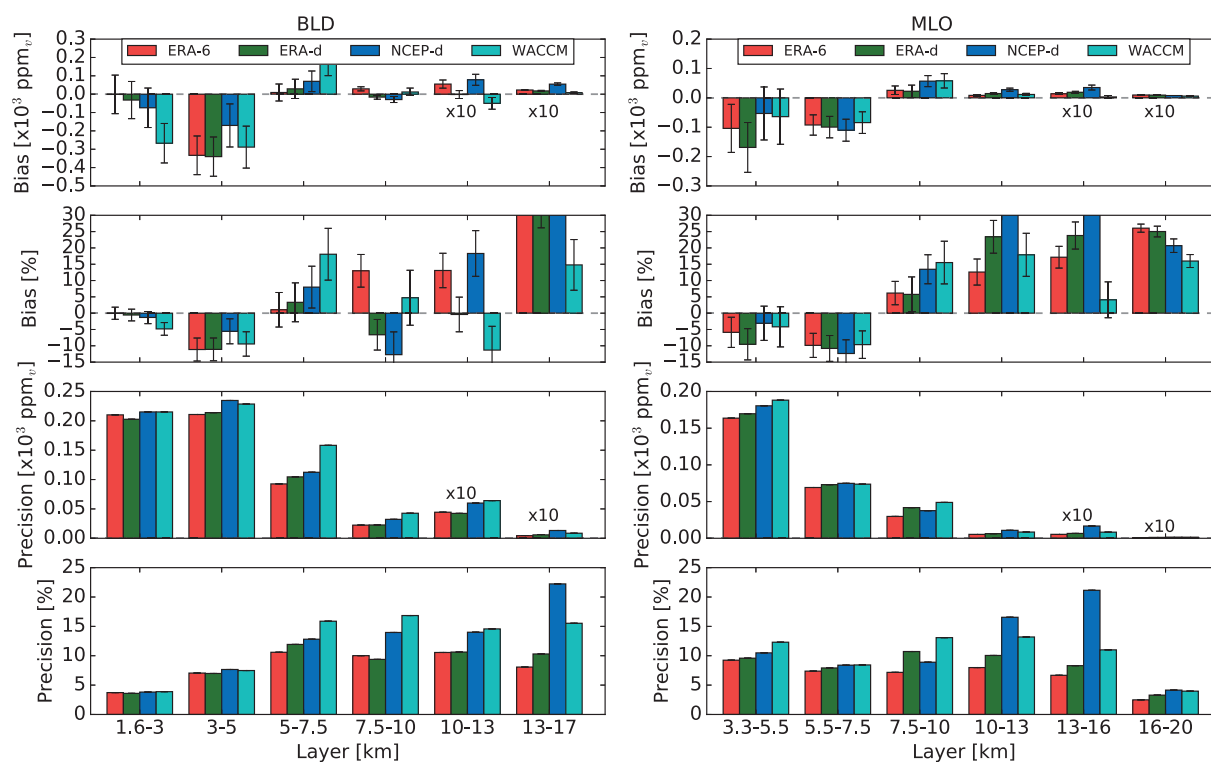 BLD
MLO
ERA-6 ERA-d NCEP-d WACCM
ERA-6 ERA-d NCEP-d WACCM
Bias [x10³ ppmᵥ]
0.3
0.2
0.1
0.0
−0.1
−0.2
−0.3
−0.4
−0.5
x10
x10
Bias [x10³ ppmᵥ]
0.2
0.1
0.0
−0.1
−0.2
−0.3
x10
x10
Bias [%]
30
25
20
15
10
5
0
−5
−10
−15
Bias [%]
30
25
20
15
10
5
0
−5
−10
−15
Precision [x10³ ppmᵥ]
0.25
0.20
0.15
0.10
0.05
0.00
x10
x10
Precision [x10³ ppmᵥ]
0.20
0.15
0.10
0.05
0.00
x10
x10
Precision [%]
25
20
15
10
5
0
1.6-3 3-5 5-7.5 7.5-10 10-13 13-17
Layer [km]
Precision [%]
25
20
15
10
5
0
3.3-5.5 5.5-7.5 7.5-10 10-13 13-16 16-20
Layer [km]